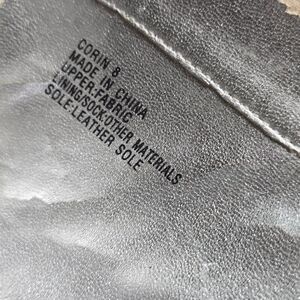 CORIN 8
MADE IN CHINA
UPPER:FABRIC
LINING/SOCK:OTHER MATERIALS
SOLE:LEATHER SOLE